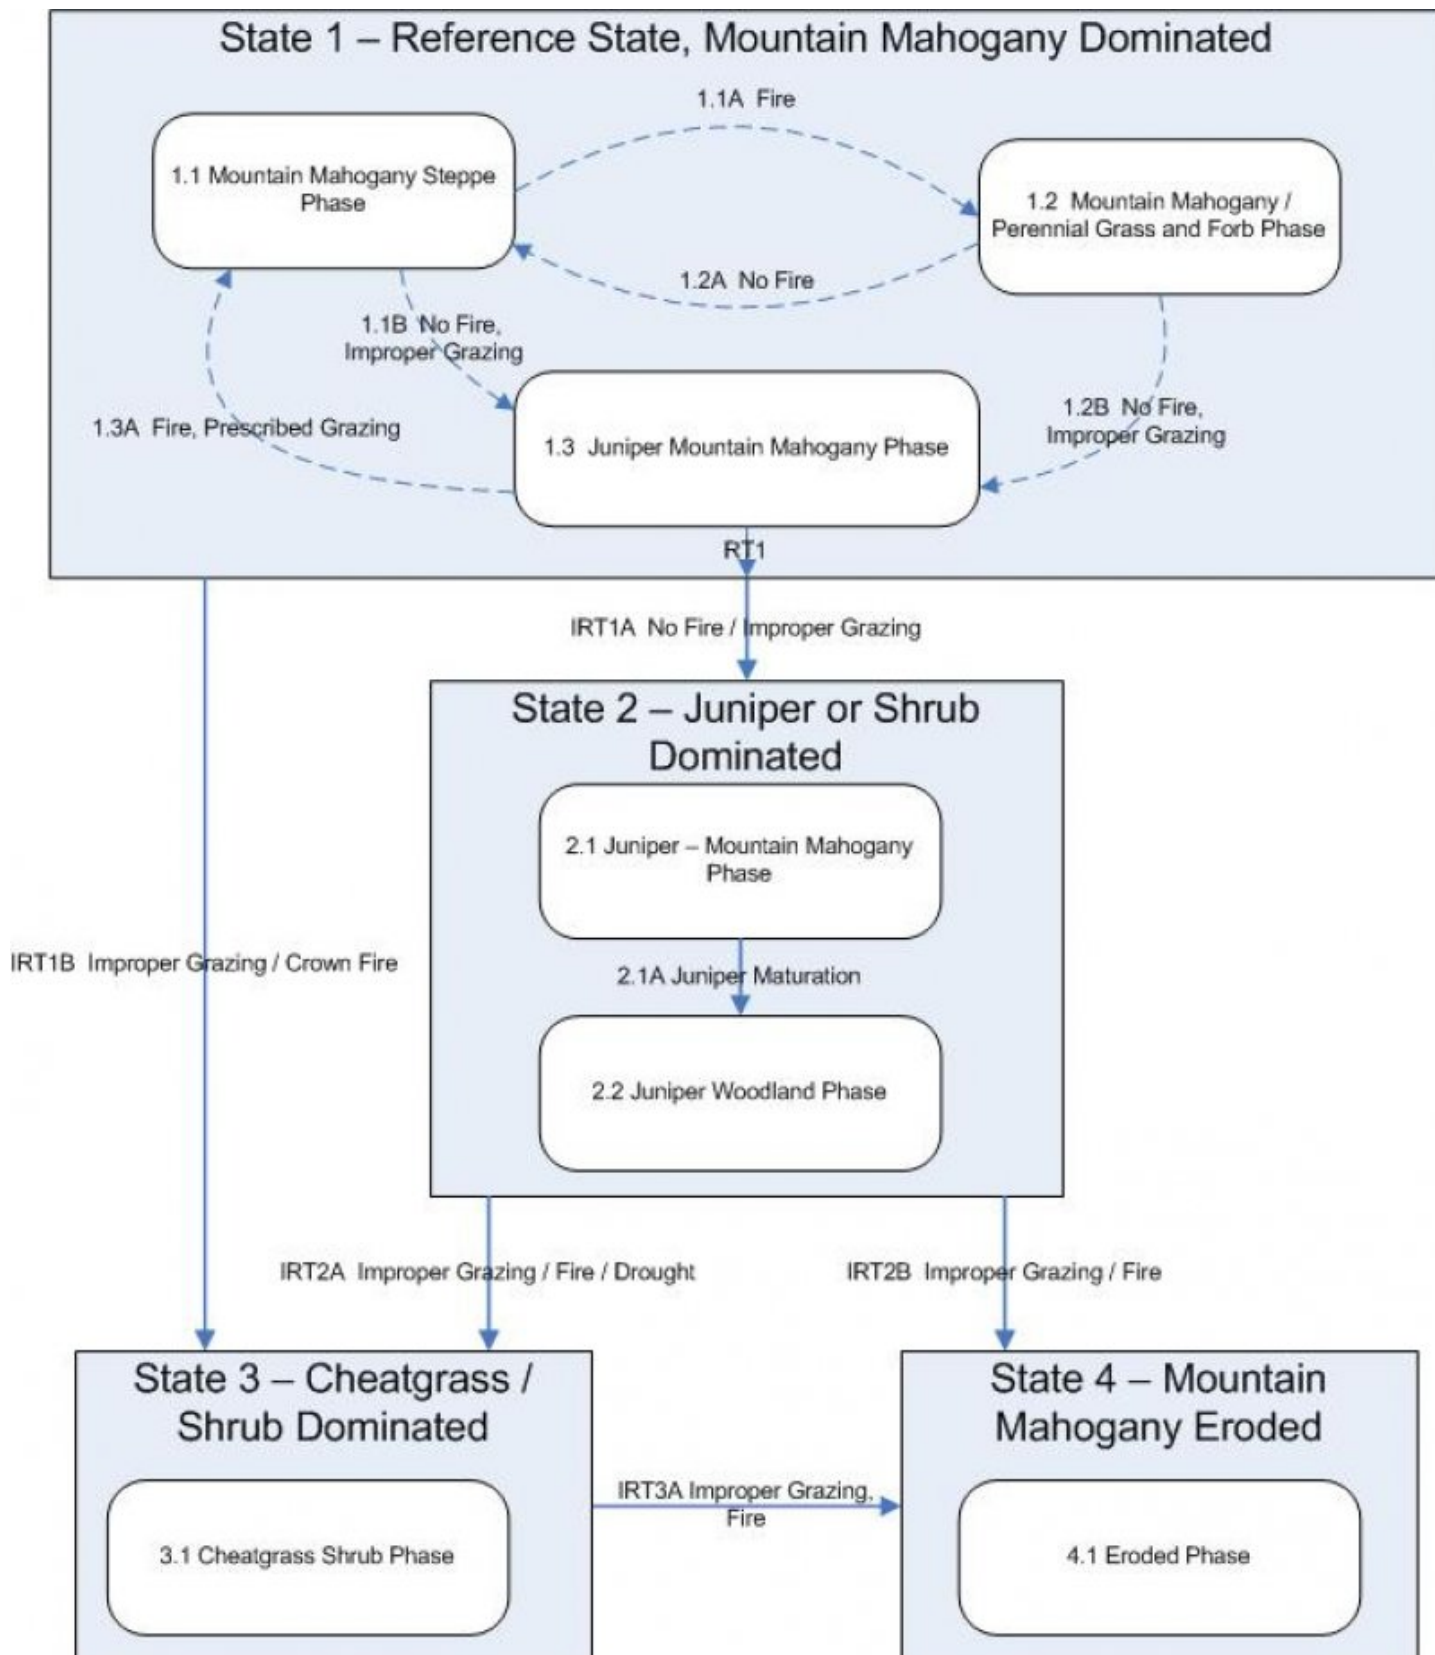 State 1 – Reference State, Mountain Mahogany Dominated
1.1A Fire
1.1 Mountain Mahogany Steppe
Phase
1.2 Mountain Mahogany /
Perennial Grass and Forb Phase
1.2A No Fire
1.1B No Fire,
Improper Grazing
1.3A Fire, Prescribed Grazing
1.2B No Fire,
Improper Grazing
1.3 Juniper Mountain Mahogany Phase
RT1
IRT1A No Fire / Improper Grazing
State 2 – Juniper or Shrub
Dominated
2.1 Juniper – Mountain Mahogany
Phase
IRT1B Improper Grazing / Crown Fire
2.1A Juniper Maturation
2.2 Juniper Woodland Phase
IRT2A Improper Grazing / Fire / Drought
IRT2B Improper Grazing / Fire
State 3 – Cheatgrass /
Shrub Dominated
State 4 – Mountain
Mahogany Eroded
IRT3A Improper Grazing,
Fire
3.1 Cheatgrass Shrub Phase
4.1 Eroded Phase